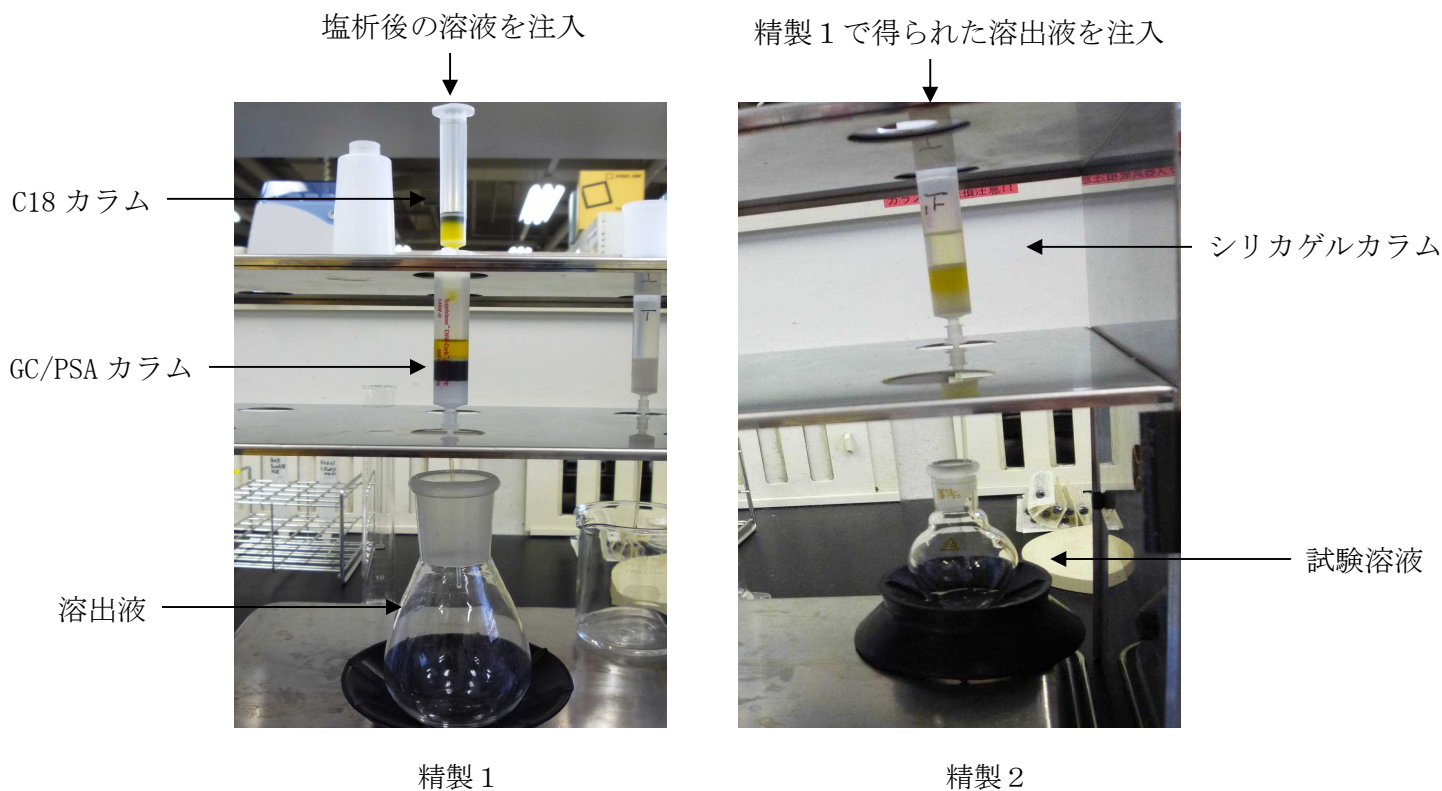 塩析後の溶液を注入
精製１で得られた溶出液を注入
C18 カラム
GC/PSA カラム
溶出液
シリカゲルカラム
試験溶液
精製１
精製２